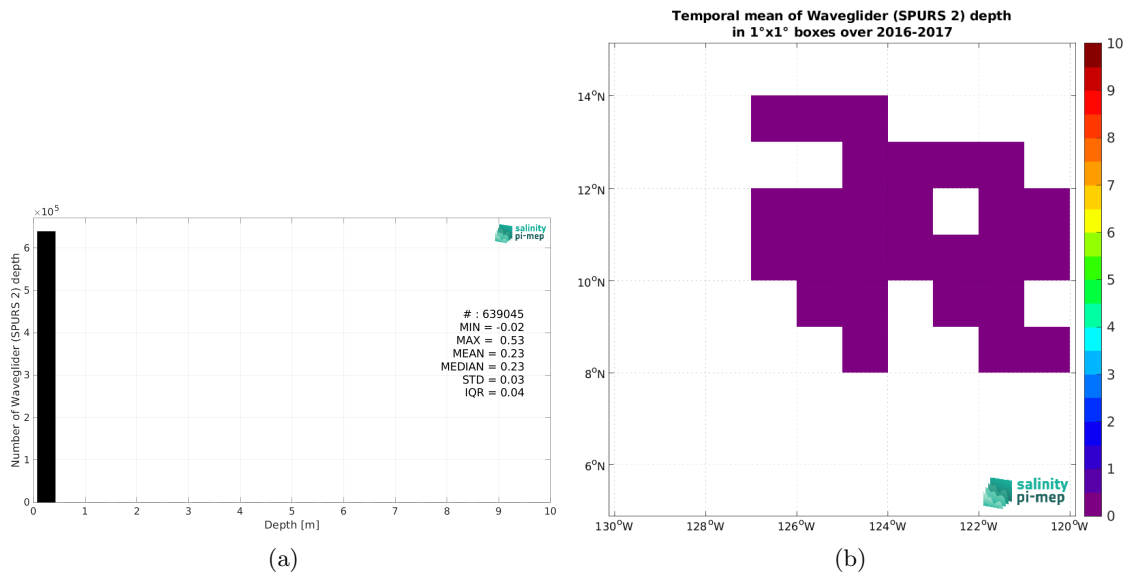 ×10⁵
Number of Waveglider (SPURS 2) depth
6
5
4
3
2
1
0
salinity
pi-mep
# : 639045
MIN = -0.02
MAX = 0.53
MEAN = 0.23
MEDIAN = 0.23
STD = 0.03
IQR = 0.04
0 1 2 3 4 5 6 7 8 9 10
Depth [m]
(a)
Temporal mean of Waveglider (SPURS 2) depth
in 1°x1° boxes over 2016-2017
14°N
12°N
10°N
8°N
6°N
salinity
pi-mep
130°W 128°W 126°W 124°W 122°W 120°W
10
9
8
7
6
5
4
3
2
1
0
(b)